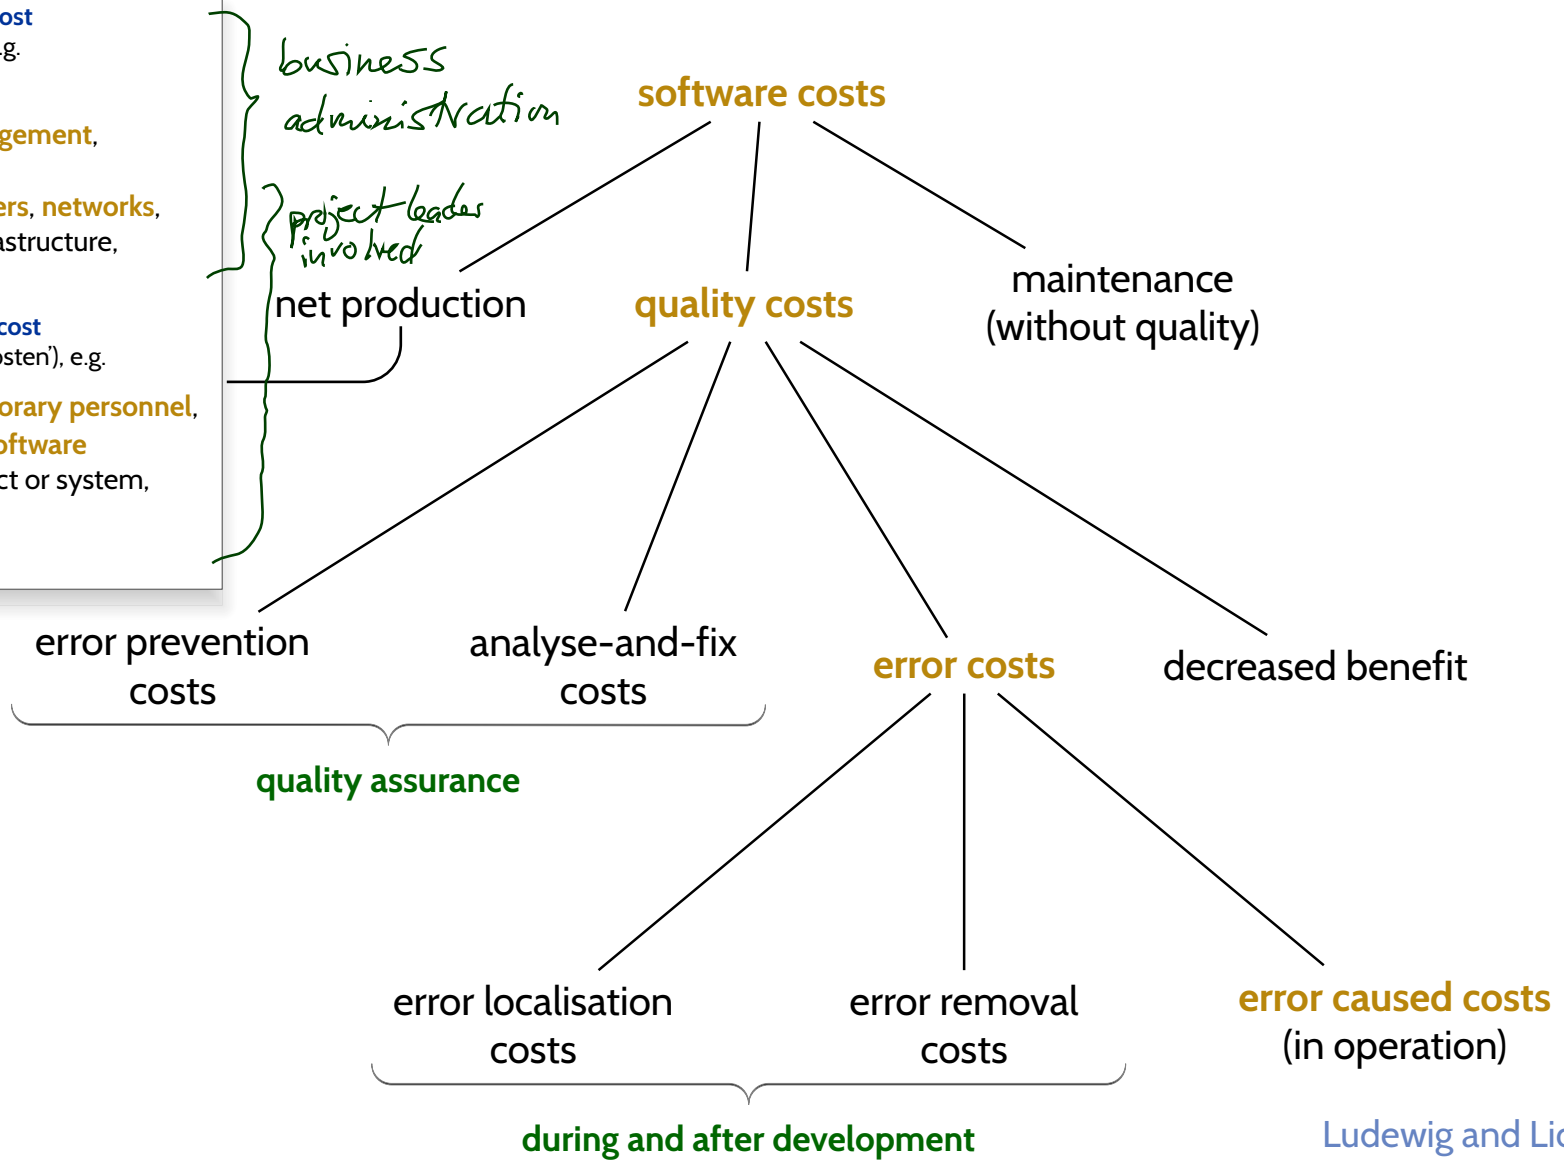 ost
.g.
gement,
ers, networks,
astructure,
cost
osten’), e.g.
orary personnel,
oftware
ct or system,
business
administration
project leader
involved
software costs
net production
quality costs
maintenance
(without quality)
error prevention
costs
analyse-and-fix
costs
error costs
decreased benefit
quality assurance
error localisation
costs
error removal
costs
error caused costs
(in operation)
during and after development
Ludewig and Lic